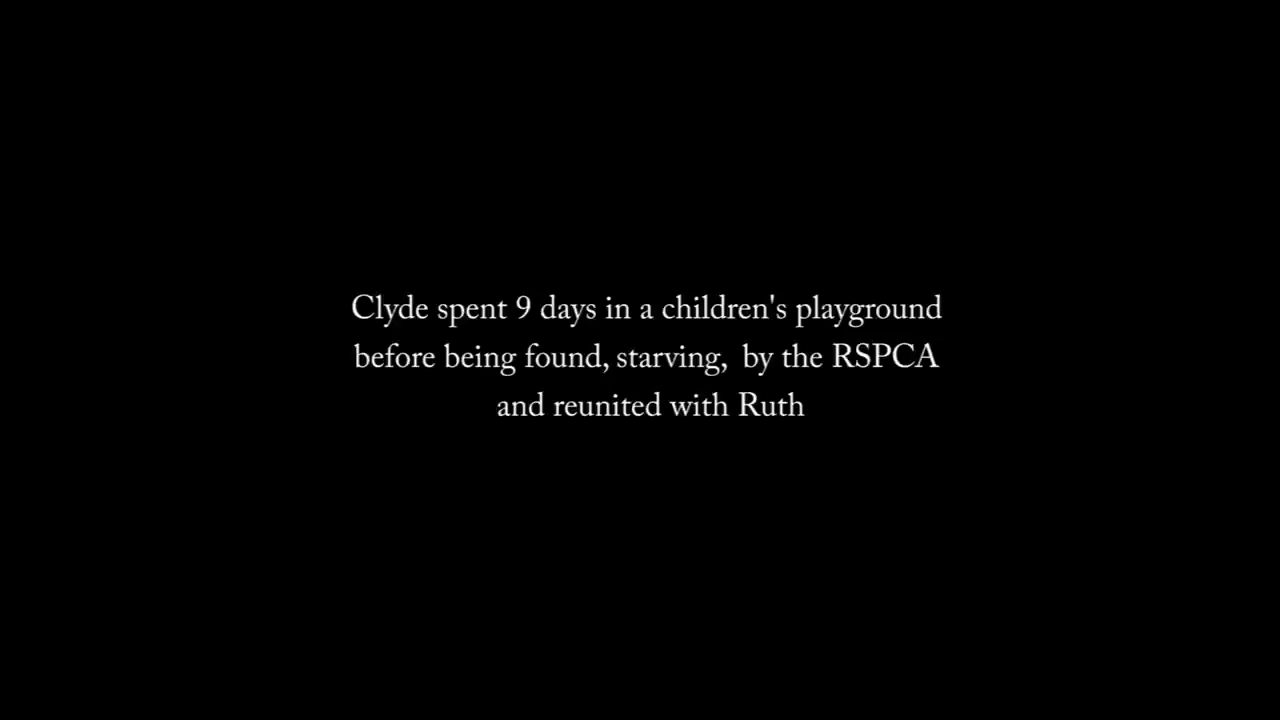 Clyde spent 9 days in a children's playground
before being found, starving,  by the RSPCA
and reunited with Ruth